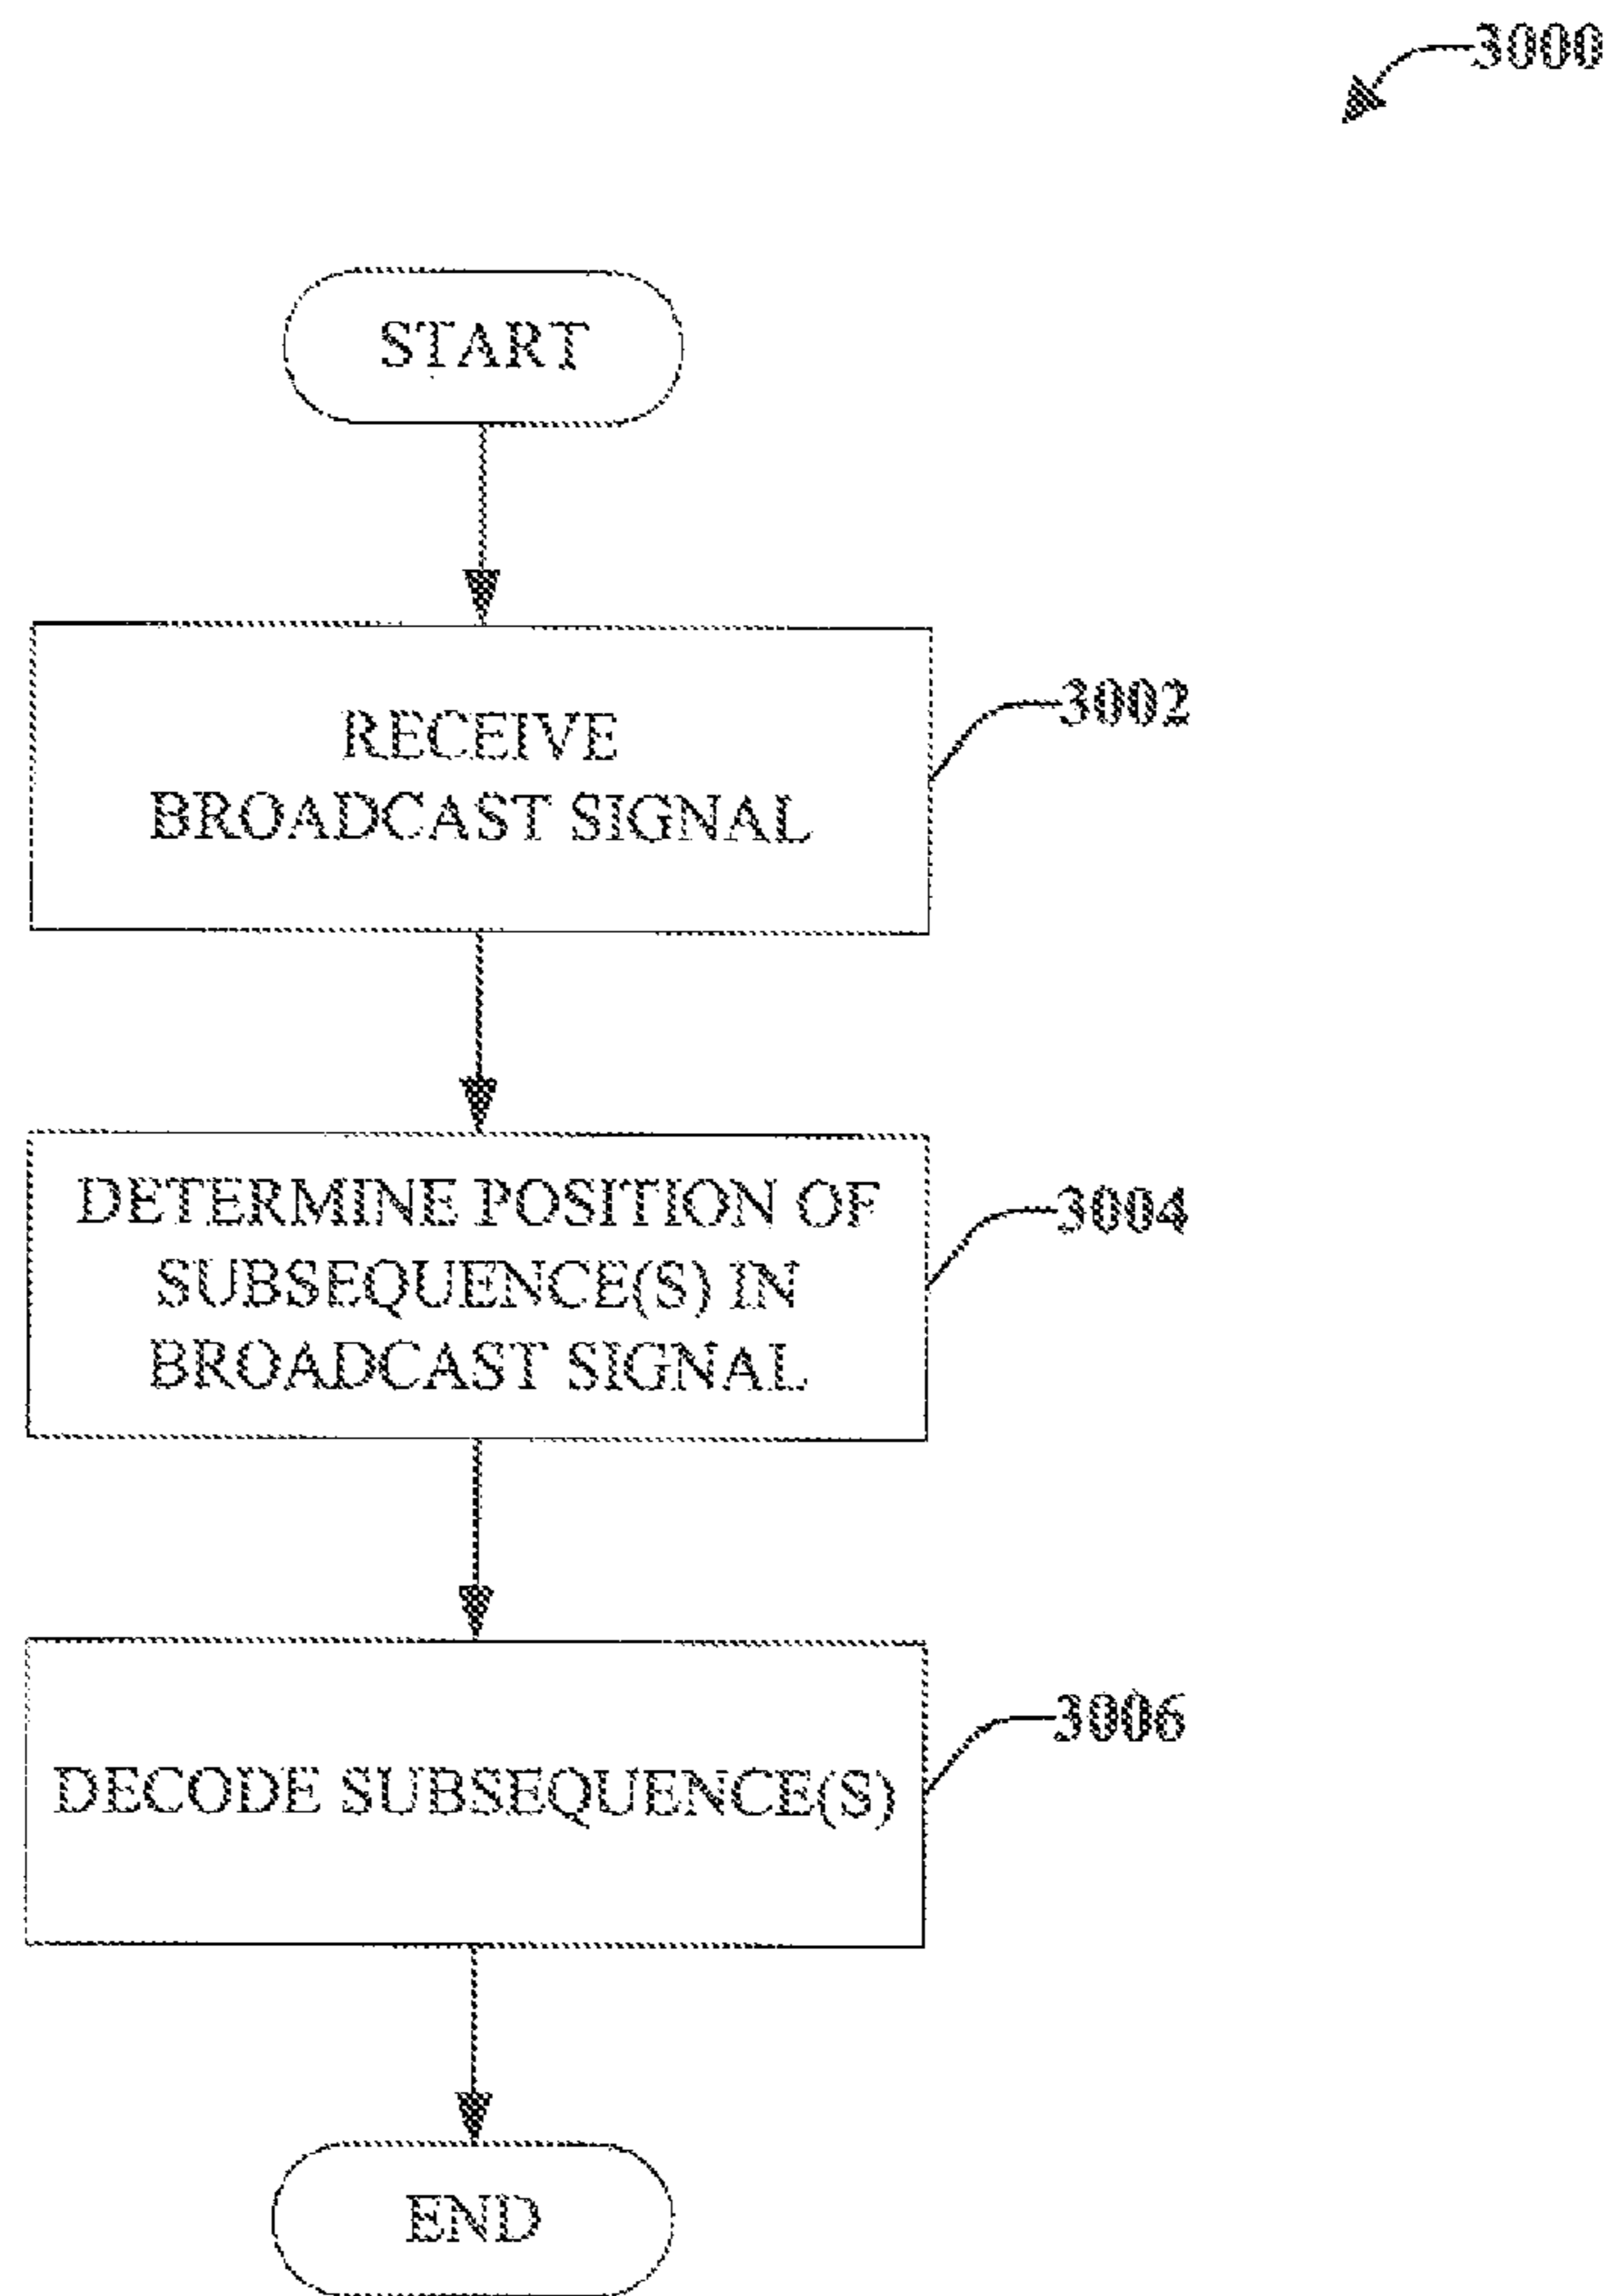 3000
START
RECEIVE
BROADCAST SIGNAL
3002
DETERMINE POSITION OF
SUBSEQUENCE(S) IN
BROADCAST SIGNAL
3004
DECODE SUBSEQUENCE(S)
3006
END